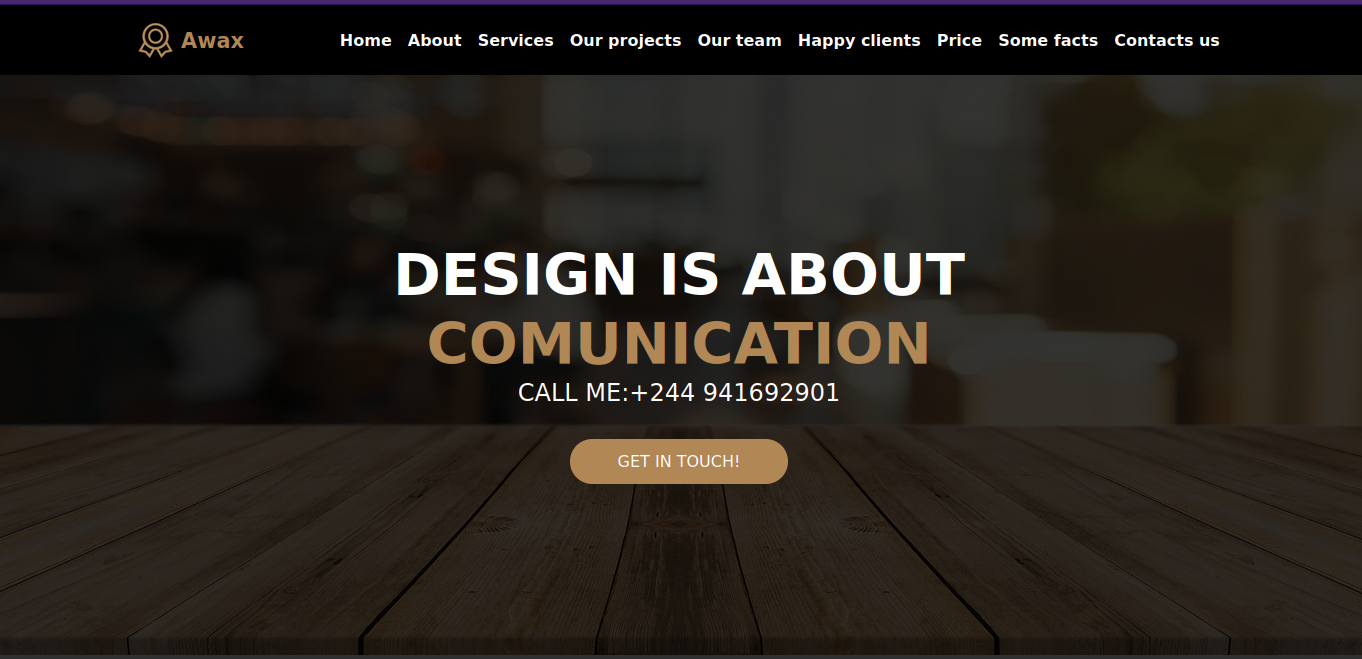 Awax
Home About Services Our projects Our team Happy clients Price Some facts Contacts us
DESIGN IS ABOUT
COMUNICATION
CALL ME:+244 941692901
GET IN TOUCH!